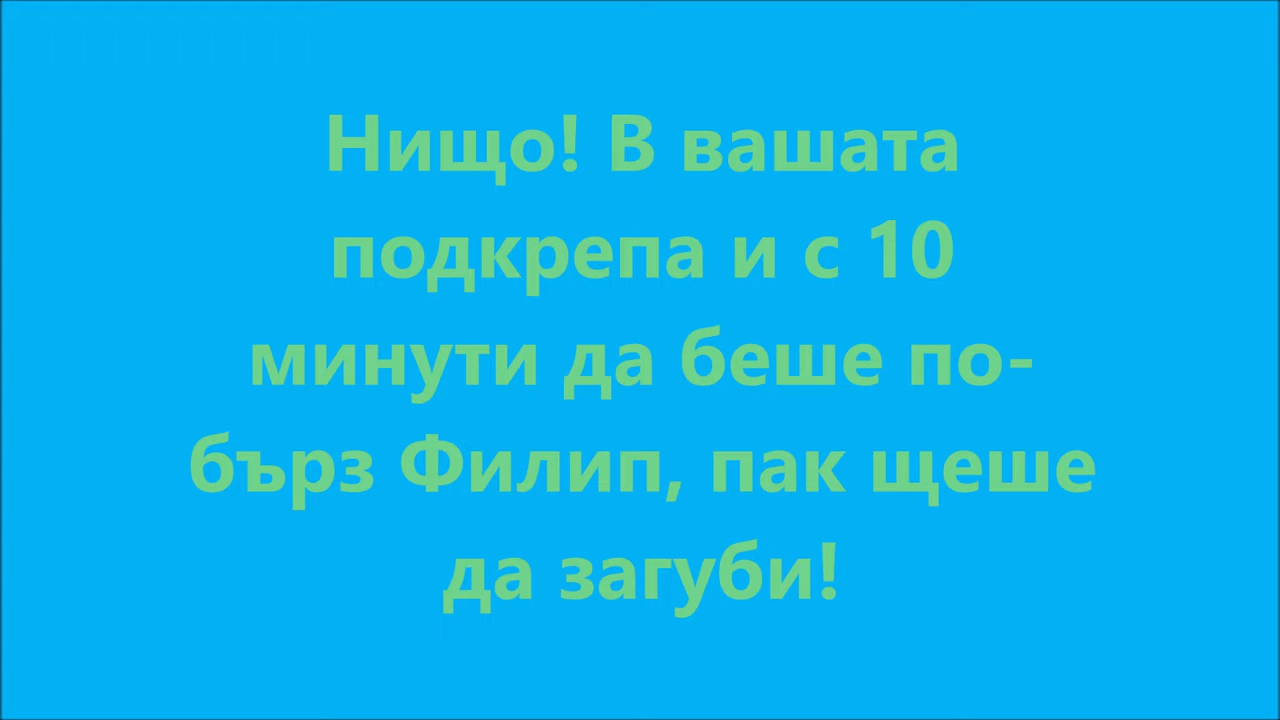 Нищо! В вашата
подкрепа и с 10
минути да беше по-
бърз Филип, пак щеше
да загуби!